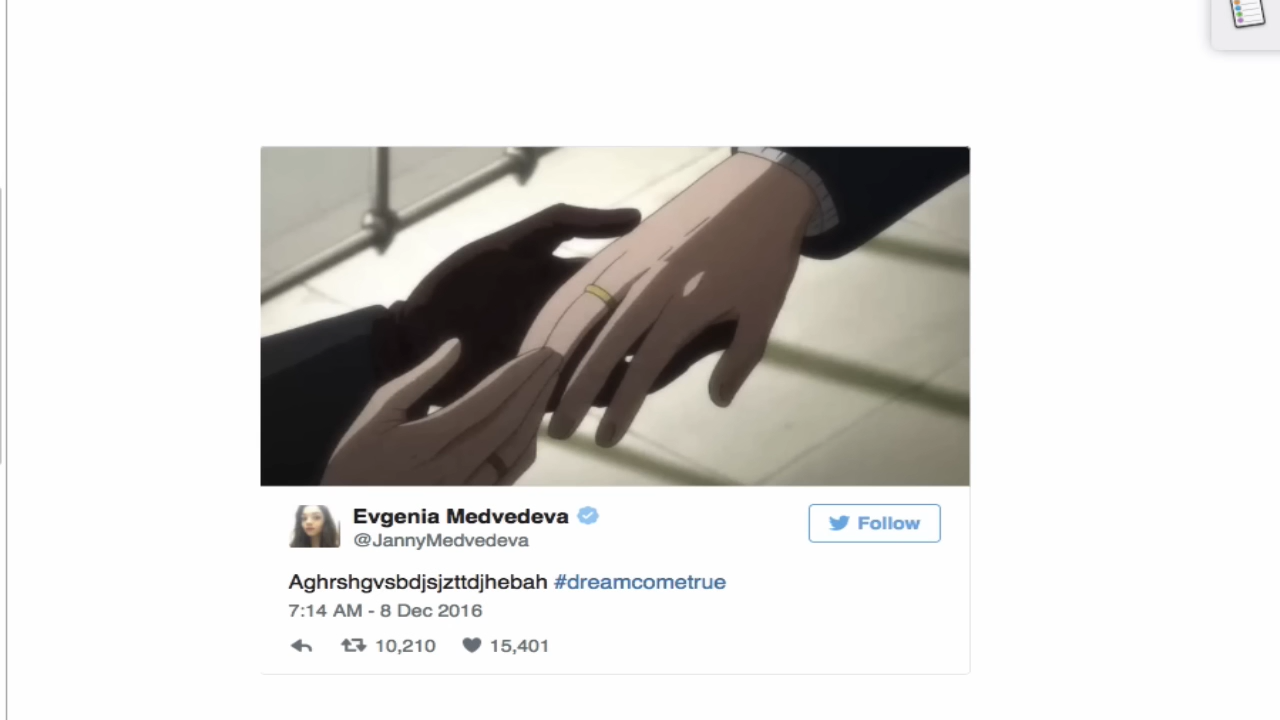 Evgenia Medvedeva
Follow
@JannyMedvedeva
Aghrshgvsbdjsjzttdjhebah #dreamcometrue
7:14 AM - 8 Dec 2016
10,210 15,401